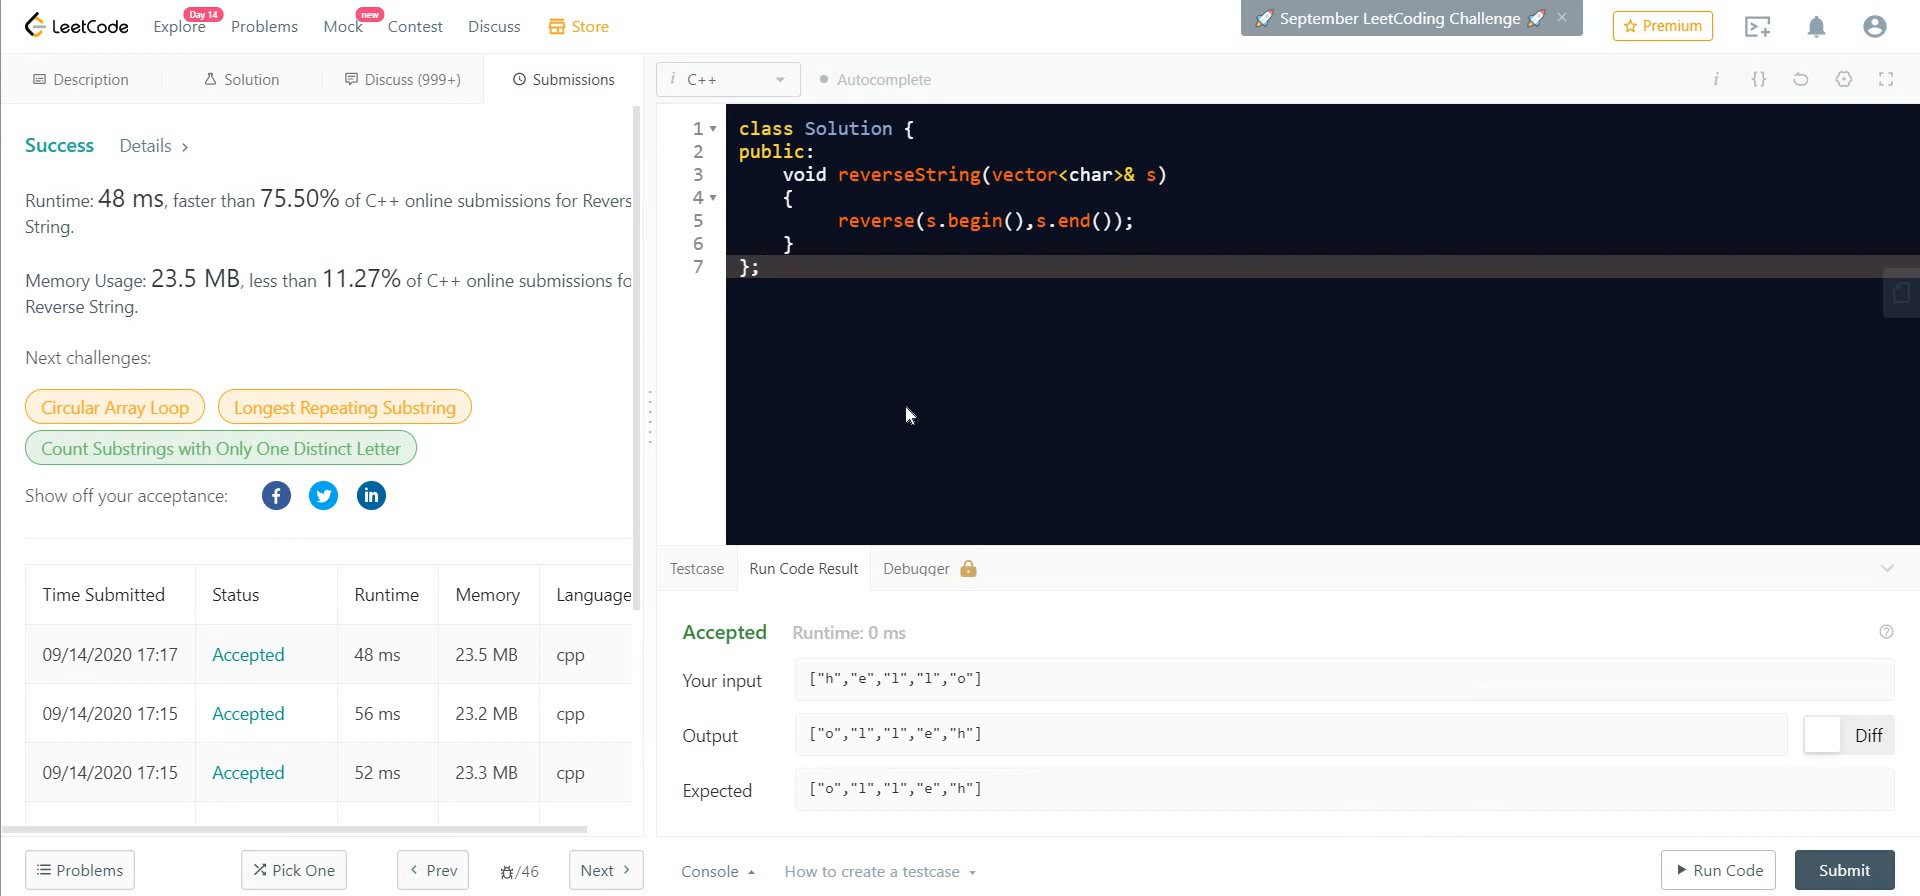 LeetCode Explore Day 14 Problems Mock new Contest Discuss Store September LeetCoding Challenge × Premium
Description Solution Discuss (999+) Submissions
i C++ Autocomplete i {}
Success Details >
Runtime: 48 ms, faster than 75.50% of C++ online submissions for Revers
String.
Memory Usage: 23.5 MB, less than 11.27% of C++ online submissions fo
Reverse String.
Next challenges:
Circular Array Loop Longest Repeating Substring
Count Substrings with Only One Distinct Letter
Show off your acceptance: f in
Time Submitted Status Runtime Memory Language
09/14/2020 17:17 Accepted 48 ms 23.5 MB cpp
09/14/2020 17:15 Accepted 56 ms 23.2 MB cpp
09/14/2020 17:15 Accepted 52 ms 23.3 MB cpp
1 class Solution {
2 public:
3 void reverseString(vector<char>& s)
4 {
5 reverse(s.begin(),s.end());
6 }
7 };
Testcase Run Code Result Debugger
Accepted Runtime: 0 ms
Your input ["h","e","l","l","o"]
Output ["o","l","l","e","h"] Diff
Expected ["o","l","l","e","h"]
Problems Pick One < Prev /46 Next > Console How to create a testcase Run Code Submit